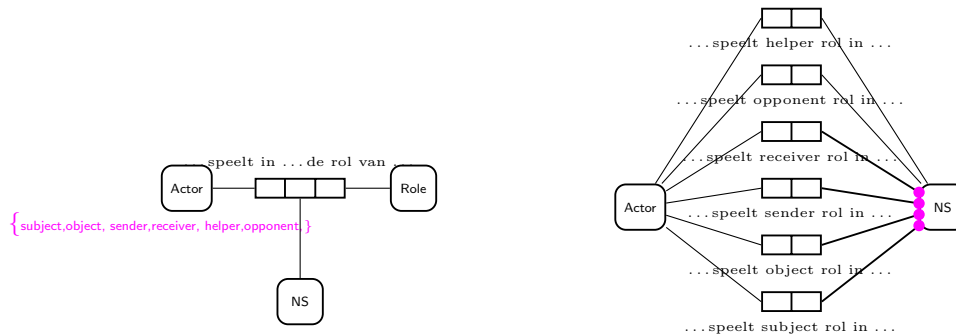 ...speelt in ...de rol van ...
Actor
Role
{subject,object, sender,receiver, helper,opponent,}
NS
...speelt helper rol in ...
...speelt opponent rol in ...
...speelt receiver rol in ...
Actor
NS
...speelt sender rol in ...
...speelt object rol in ...
...speelt subject rol in ...